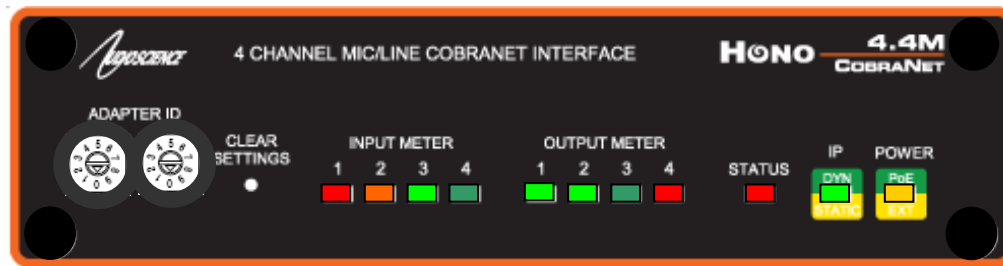 AUDIOSCIENCE
4 CHANNEL MIC/LINE COBRANET INTERFACE
HONO
4.4M
COBRANET
ADAPTER ID
CLEAR
SETTINGS
INPUT METER
1 2 3 4
OUTPUT METER
1 2 3 4
STATUS
IP
DYN
STATIC
POWER
PoE
EXT